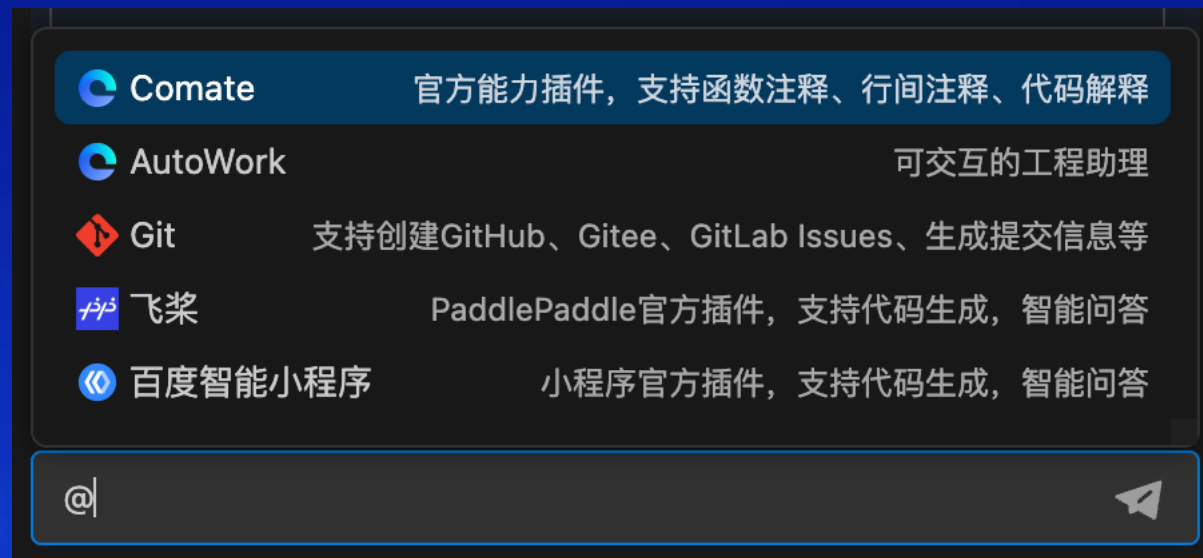 Comate 官方能力插件，支持函数注释、行间注释、代码解释
AutoWork 可交互的工程助理
Git 支持创建GitHub、Gitee、GitLab Issues、生成提交信息等
飞桨 PaddlePaddle官方插件，支持代码生成，智能问答
百度智能小程序 小程序官方插件，支持代码生成，智能问答
@